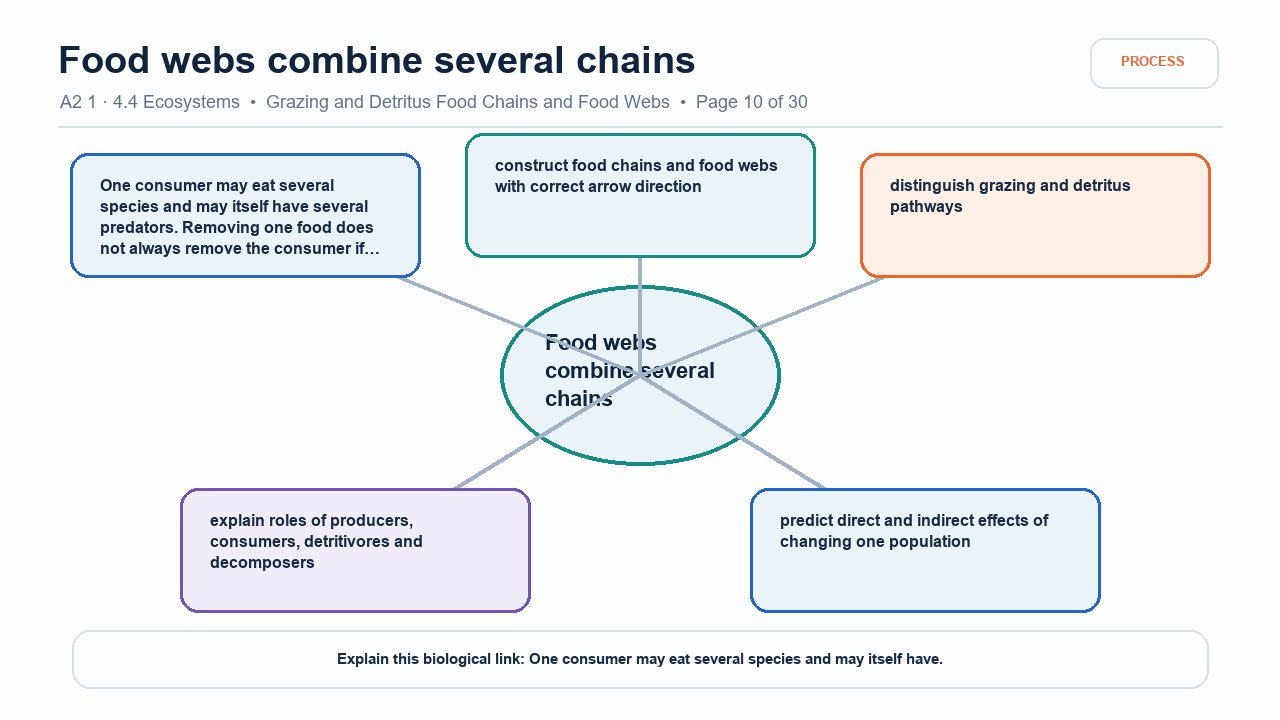 Food webs combine several chains
PROCESS
A2 1 · 4.4 Ecosystems • Grazing and Detritus Food Chains and Food Webs • Page 10 of 30
One consumer may eat several
species and may itself have several
predators. Removing one food does
not always remove the consumer if…
construct food chains and food webs
with correct arrow direction
distinguish grazing and detritus
pathways
Food webs
combine several
chains
explain roles of producers,
consumers, detritivores and
decomposers
predict direct and indirect effects of
changing one population
Explain this biological link: One consumer may eat several species and may itself have.